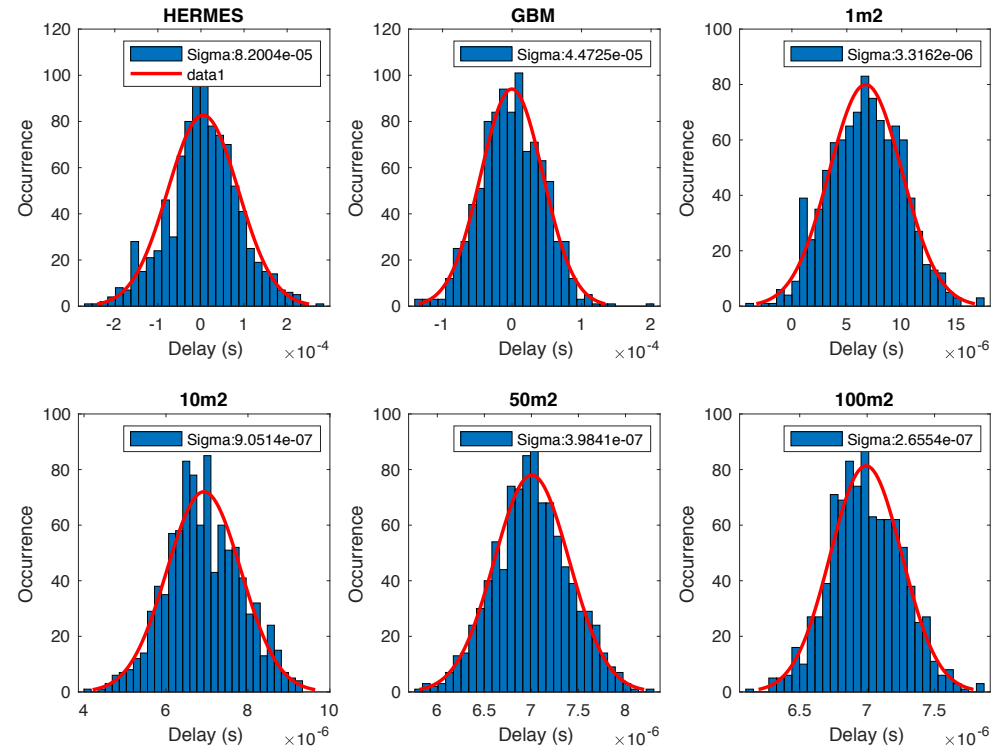 HERMES
Sigma:8.2004e-05
data1
120
100
80
60
40
20
0
Occurrence
-2 -1 0 1 2
Delay (s) ×10-4
GBM
Sigma:4.4725e-05
120
100
80
60
40
20
0
Occurrence
-1 0 1 2
Delay (s) ×10-4
1m2
Sigma:3.3162e-06
100
80
60
40
20
0
Occurrence
0 5 10 15
Delay (s) ×10-6
10m2
Sigma:9.0514e-07
100
80
60
40
20
0
Occurrence
4 6 8 10
Delay (s) ×10-6
50m2
Sigma:3.9841e-07
100
80
60
40
20
0
Occurrence
6 6.5 7 7.5 8
Delay (s) ×10-6
100m2
Sigma:2.6554e-07
100
80
60
40
20
0
Occurrence
6.5 7 7.5
Delay (s) ×10-6